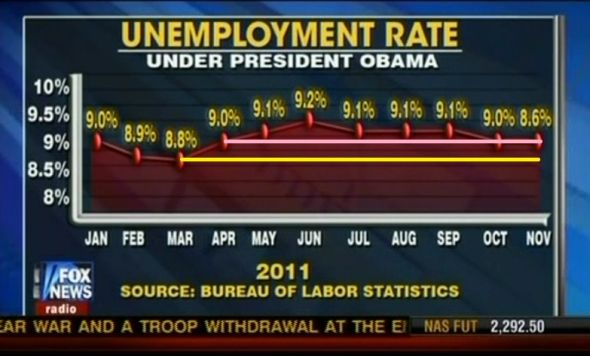 UNEMPLOYMENT RATE
UNDER PRESIDENT OBAMA
10%
9.5%
9%
8.5%
8%
9.0% 8.9% 8.8% 9.0% 9.1% 9.2% 9.1% 9.1% 9.1% 9.0% 8.6%
JAN FEB MAR APR MAY JUN JUL AUG SEP OCT NOV
2011
SOURCE: BUREAU OF LABOR STATISTICS
FOX
NEWS
radio
EAR WAR AND A TROOP WITHDRAWAL AT THE NAS FUT 2,292.50